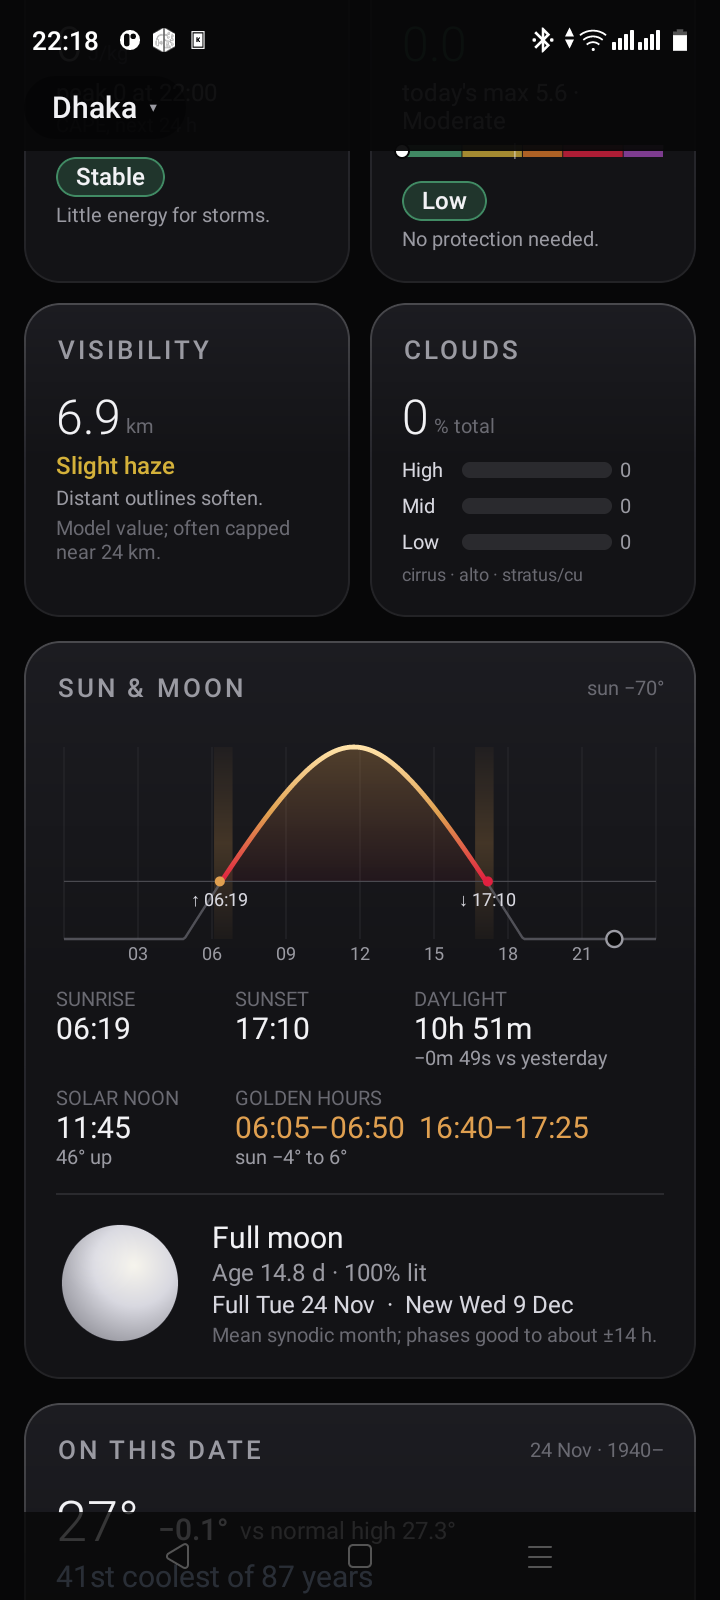 22:18
0.0
peak 0 at 22:00
today's max 5.6 ·
Moderate
Dhaka ▾
Stable
Little energy for storms.
Low
No protection needed.
VISIBILITY
6.9 km
Slight haze
Distant outlines soften.
Model value; often capped
near 24 km.
CLOUDS
0 % total
High 0
Mid 0
Low 0
cirrus · alto · stratus/cu
SUN & MOON
sun −70°
↑ 06:19
↓ 17:10
03 06 09 12 15 18 21
SUNRISE
06:19
SUNSET
17:10
DAYLIGHT
10h 51m
−0m 49s vs yesterday
SOLAR NOON
11:45
46° up
GOLDEN HOURS
06:05–06:50 16:40–17:25
sun −4° to 6°
Full moon
Age 14.8 d · 100% lit
Full Tue 24 Nov · New Wed 9 Dec
Mean synodic month; phases good to about ±14 h.
ON THIS DATE
24 Nov · 1940–
27° −0.1° vs normal high 27.3°
41st coolest of 87 years